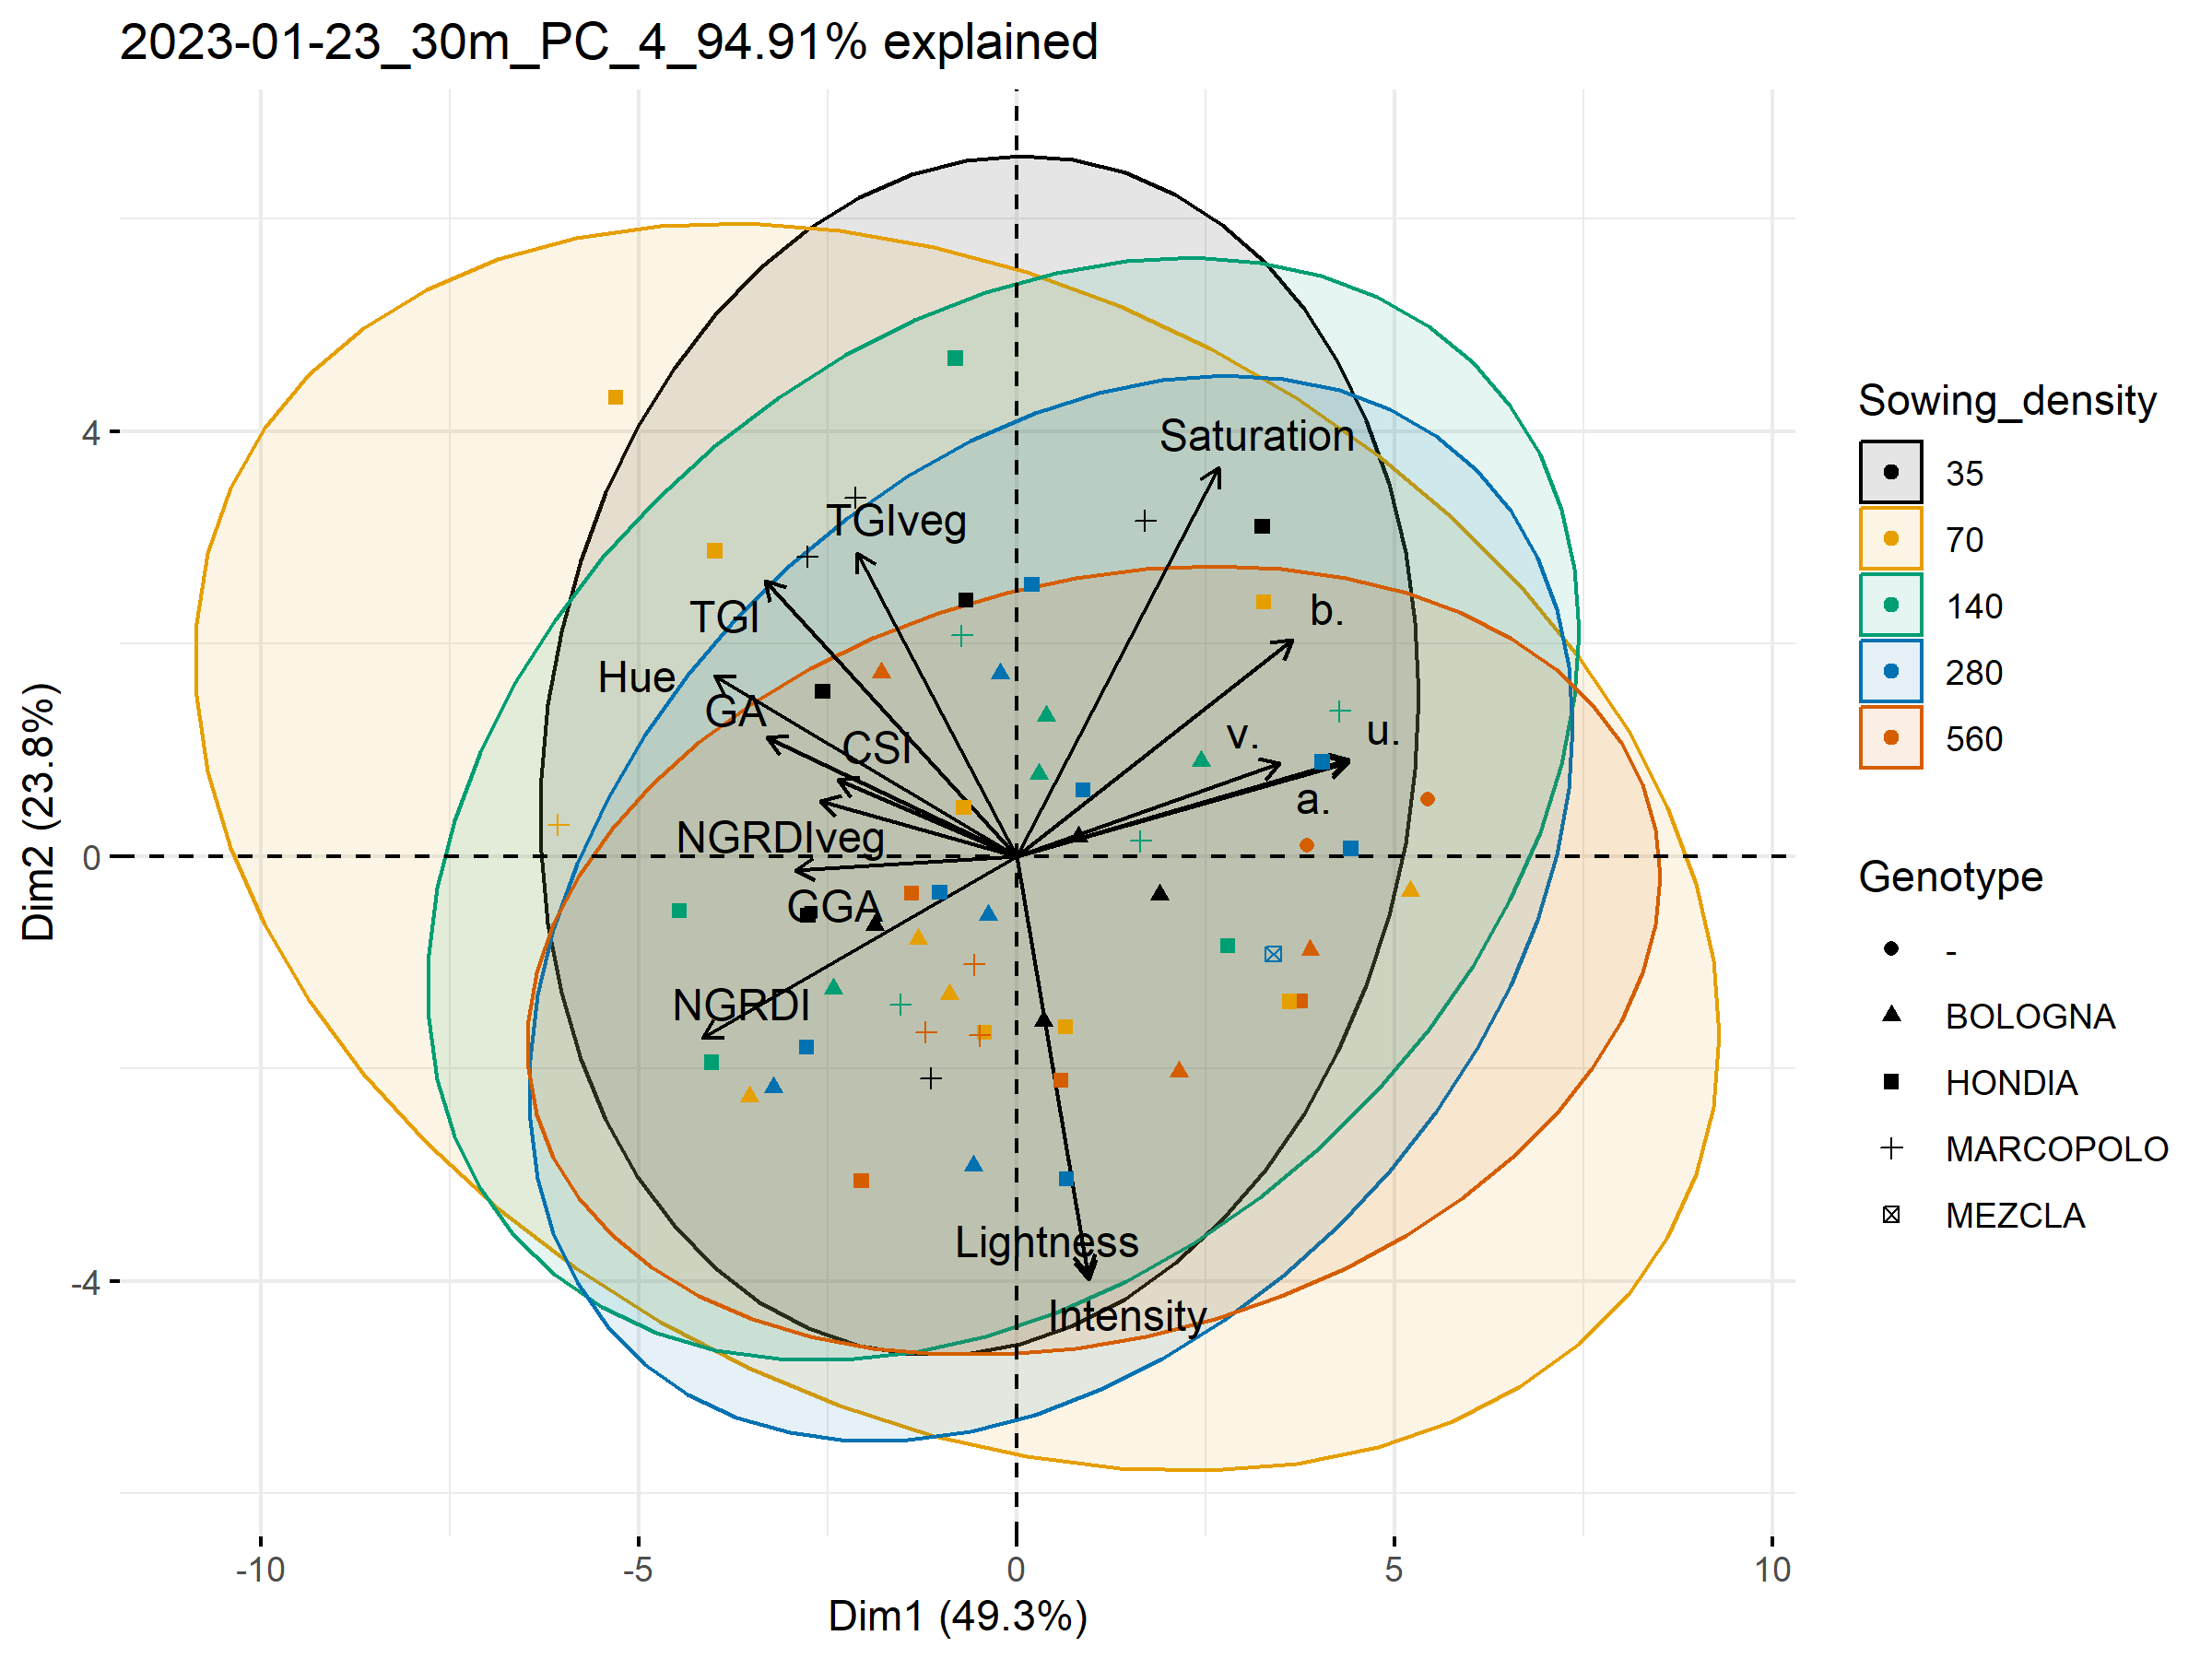 2023-01-23_30m_PC_4_94.91% explained
Saturation
TGIveg
TGI
b.
Hue
GA
CSI
v.
u.
a.
NGRDIveg
GGA
NGRDI
Lightness
Intensity
4
0
-4
-10
-5
0
5
10
Dim1 (49.3%)
Dim2 (23.8%)
Sowing_density
35
70
140
280
560
Genotype
-
BOLOGNA
HONDIA
MARCOPOLO
MEZCLA